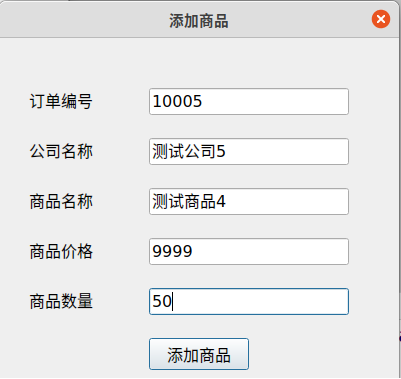 添加商品
订单编号 10005
公司名称 测试公司5
商品名称 测试商品4
商品价格 9999
商品数量 50
添加商品